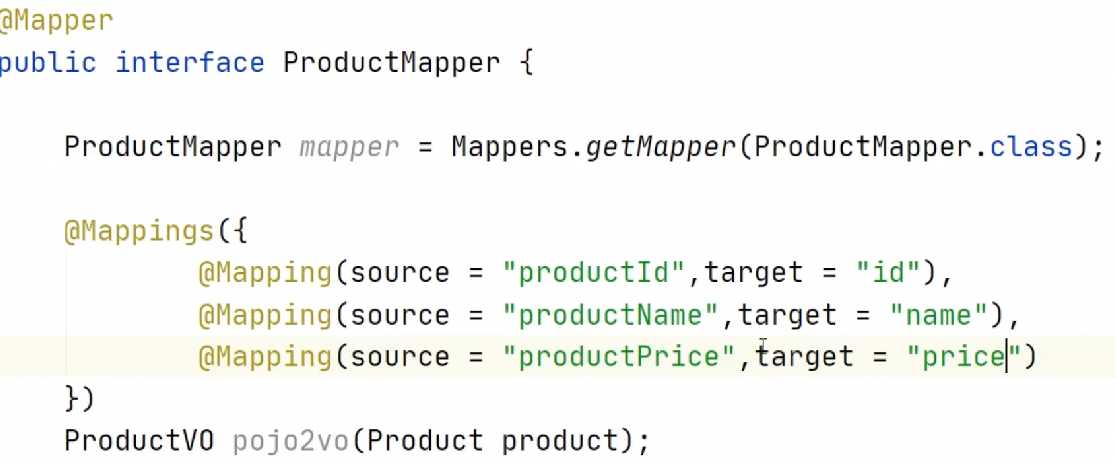 @Mapper
public interface ProductMapper {
ProductMapper mapper = Mappers.getMapper(ProductMapper.class);
@Mappings({
@Mapping(source = "productId",target = "id"),
@Mapping(source = "productName",target = "name"),
@Mapping(source = "productPrice",target = "price")
})
ProductVO pojo2vo(Product product);